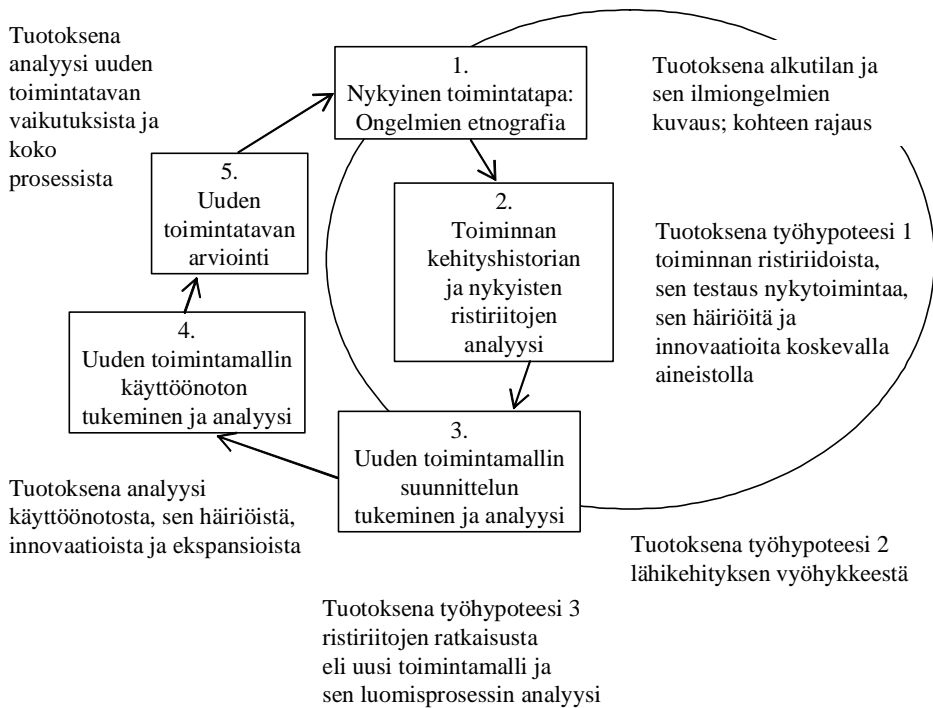 Tuotoksena
analyysi uuden
toimintatavan
vaikutuksista ja
koko
prosessista
1.
Nykyinen toimintatapa:
Ongelmien etnografia
Tuotoksena alkutilan ja
sen ilmiongelmien
kuvaus; kohteen rajaus
5.
Uuden
toimintatavan
arviointi
2.
Toiminnan
kehityshistorian
ja nykyisten
ristiriitojen
analyysi
Tuotoksena työhypoteesi 1
toiminnan ristiriidoista,
sen testaus nykytoimintaa,
sen häiriöitä ja
innovaatioita koskevalla
aineistolla
4.
Uuden toimintamallin
käyttöönoton
tukeminen ja analyysi
3.
Uuden toimintamallin
suunnittelun
tukeminen ja analyysi
Tuotoksena analyysi
käyttöönotosta, sen häiriöistä,
innovaatioista ja ekspansioista
Tuotoksena työhypoteesi 2
lähikehityksen vyöhykkeestä
Tuotoksena työhypoteesi 3
ristiriitojen ratkaisusta
eli uusi toimintamalli ja
sen luomisprosessin analyysi